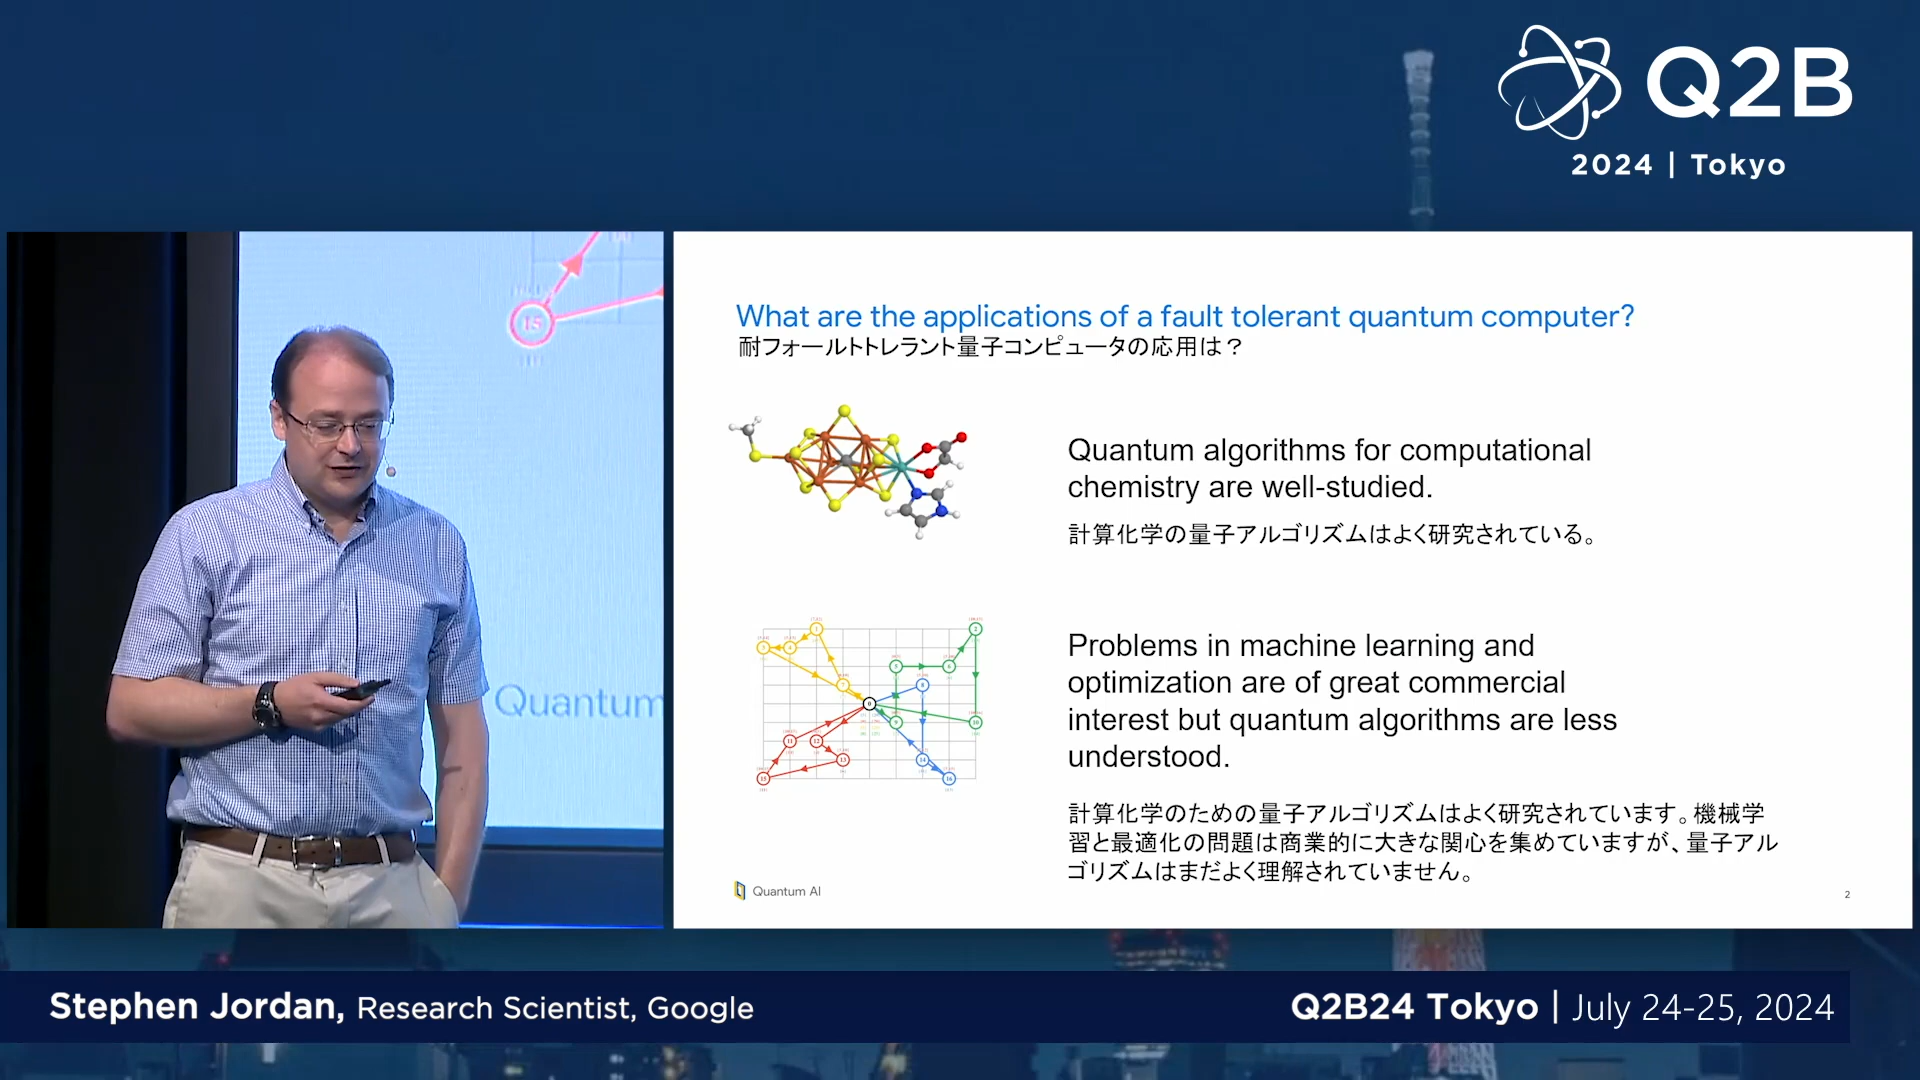 Q2B
2024 | Tokyo
15
Quantum
What are the applications of a fault tolerant quantum computer?
耐フォールトトレラント量子コンピュータの応用は？
Quantum algorithms for computational
chemistry are well-studied.
計算化学の量子アルゴリズムはよく研究されている。
Problems in machine learning and
optimization are of great commercial
interest but quantum algorithms are less
understood.
計算化学のための量子アルゴリズムはよく研究されています。機械学
習と最適化の問題は商業的に大きな関心を集めていますが、量子アル
ゴリズムはまだよく理解されていません。
Quantum AI
2
Stephen Jordan, Research Scientist, Google
Q2B24 Tokyo | July 24-25, 2024